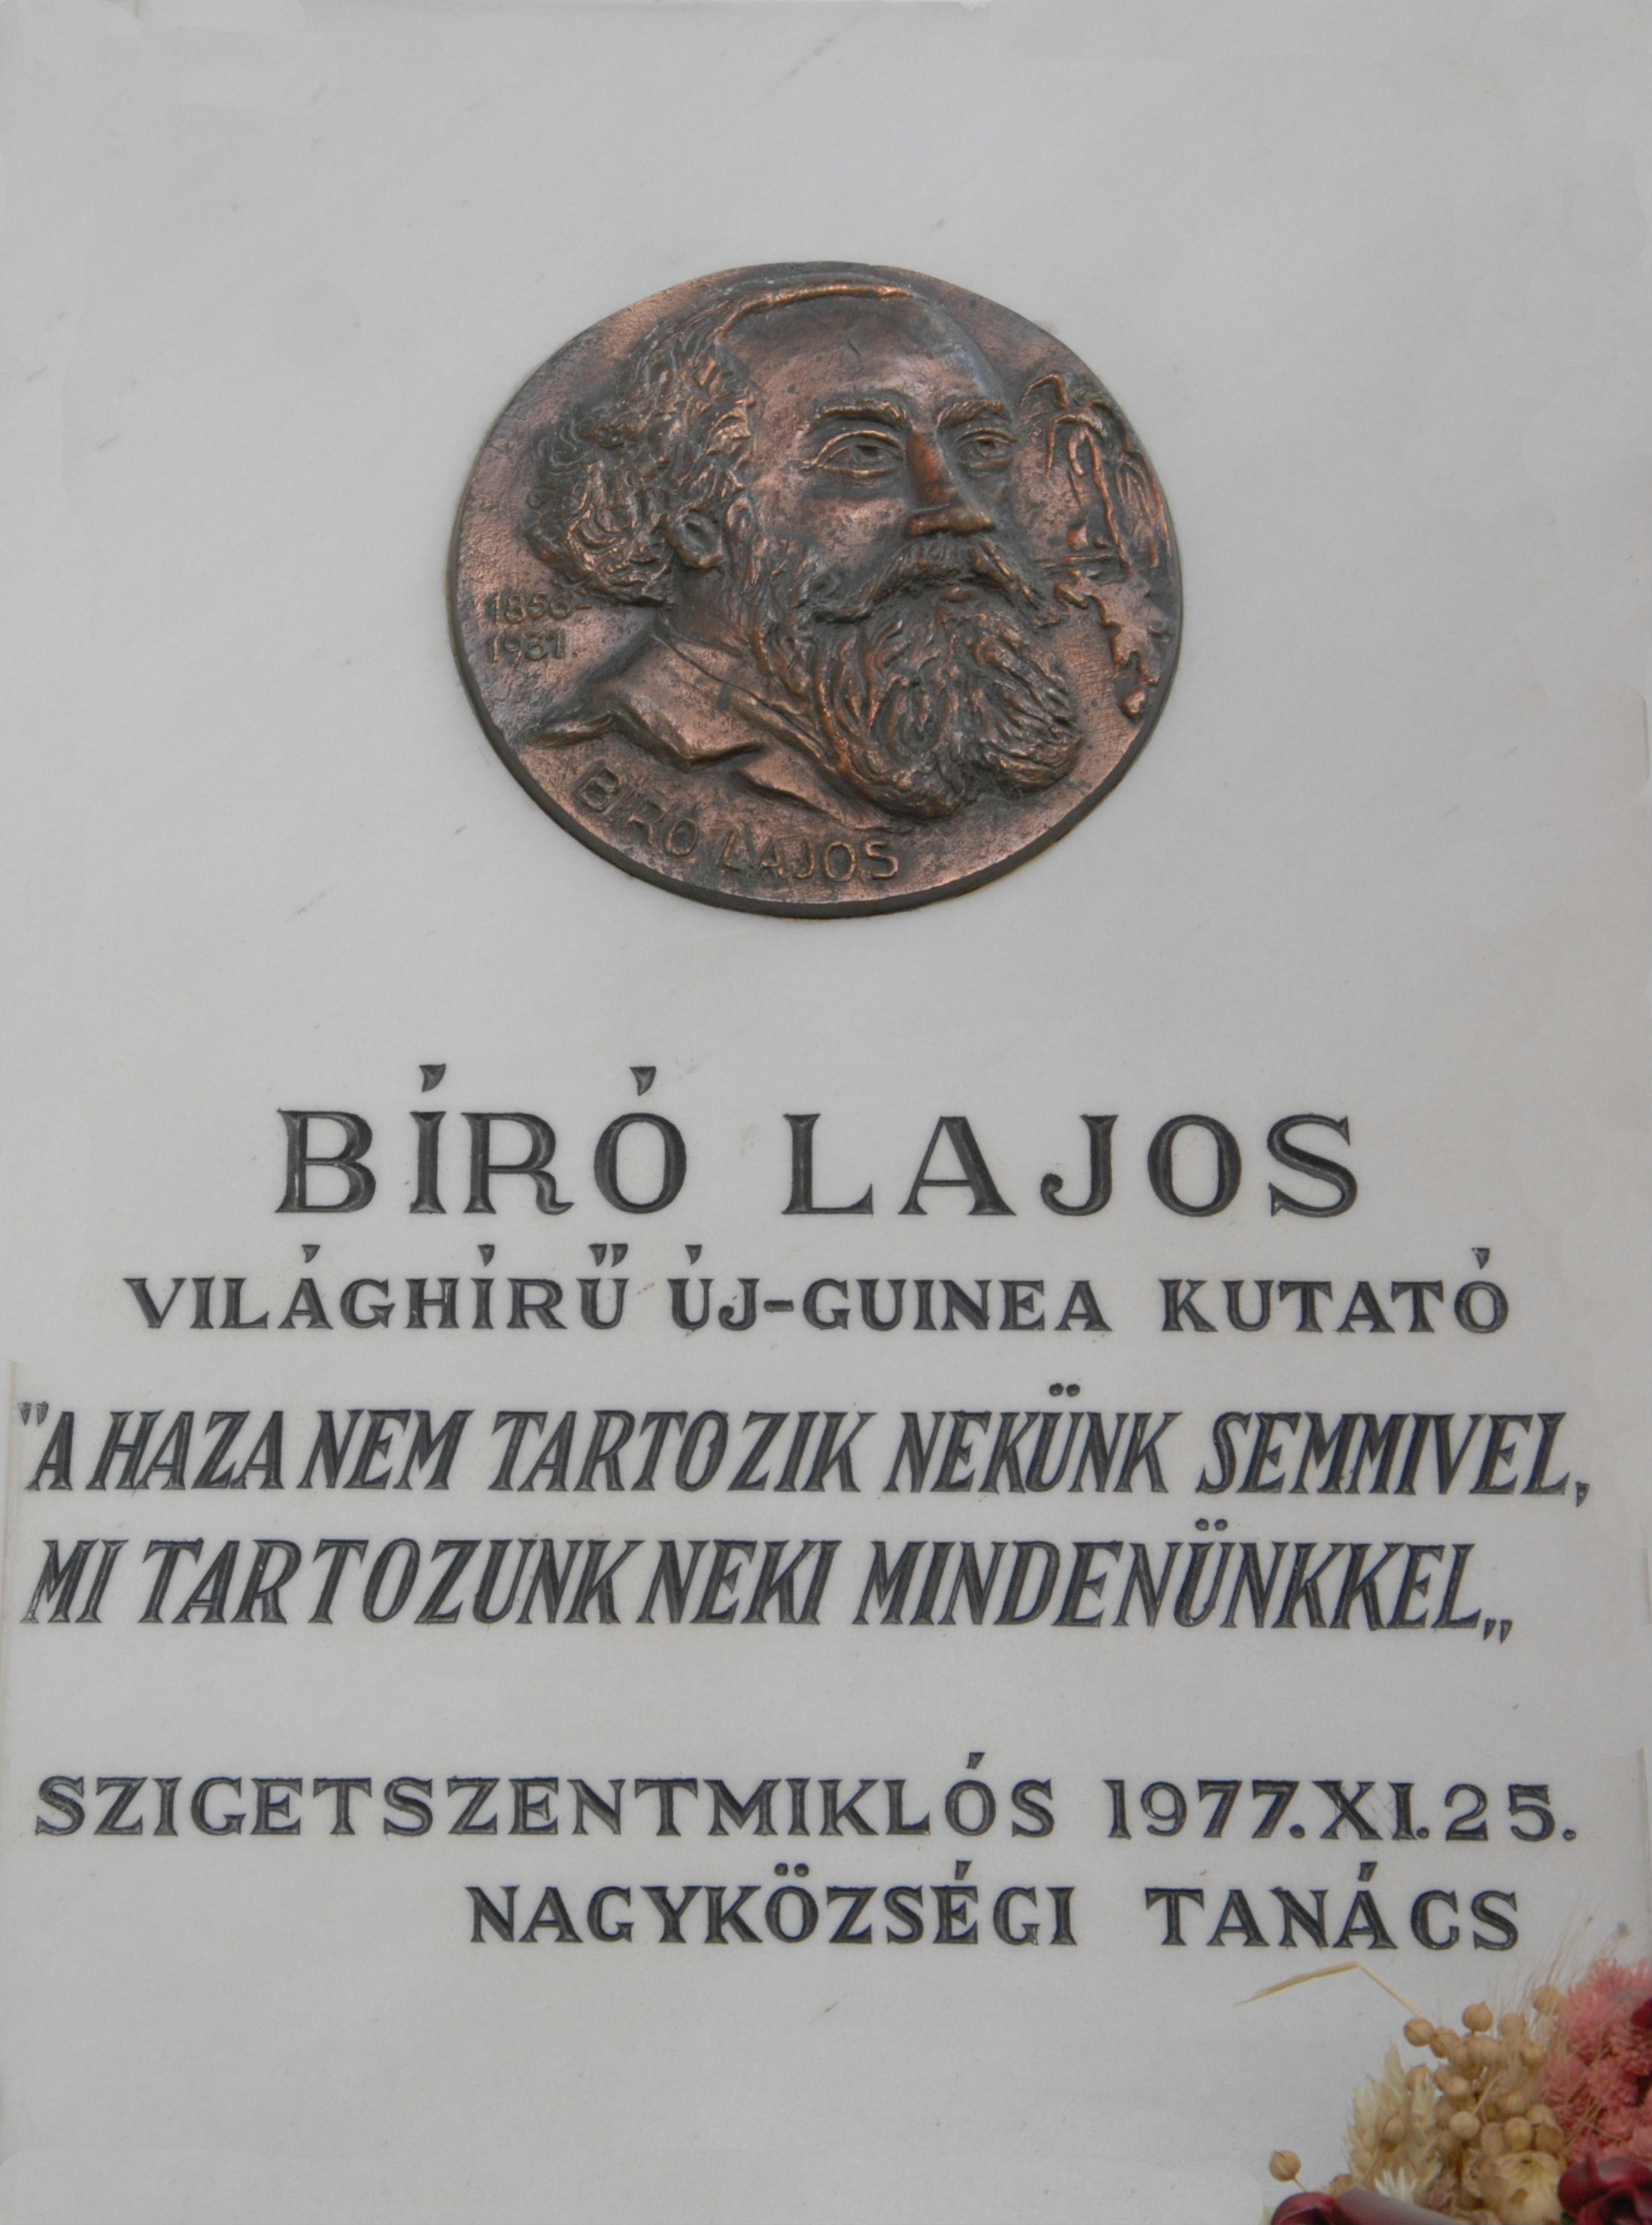 1856-
1931.
BIRÓ LAJOS
BÍRÓ LAJOS
VILÁGHÍRŰ ÚJ-GUINEA KUTATÓ
"A HAZA NEM TARTOZIK NEKÜNK SEMMIVEL,
MI TARTOZUNK NEKI MINDENÜNKKEL„
SZIGETSZENTMIKLÓS 1977.XI.25.
NAGYKÖZSÉGI TANÁCS